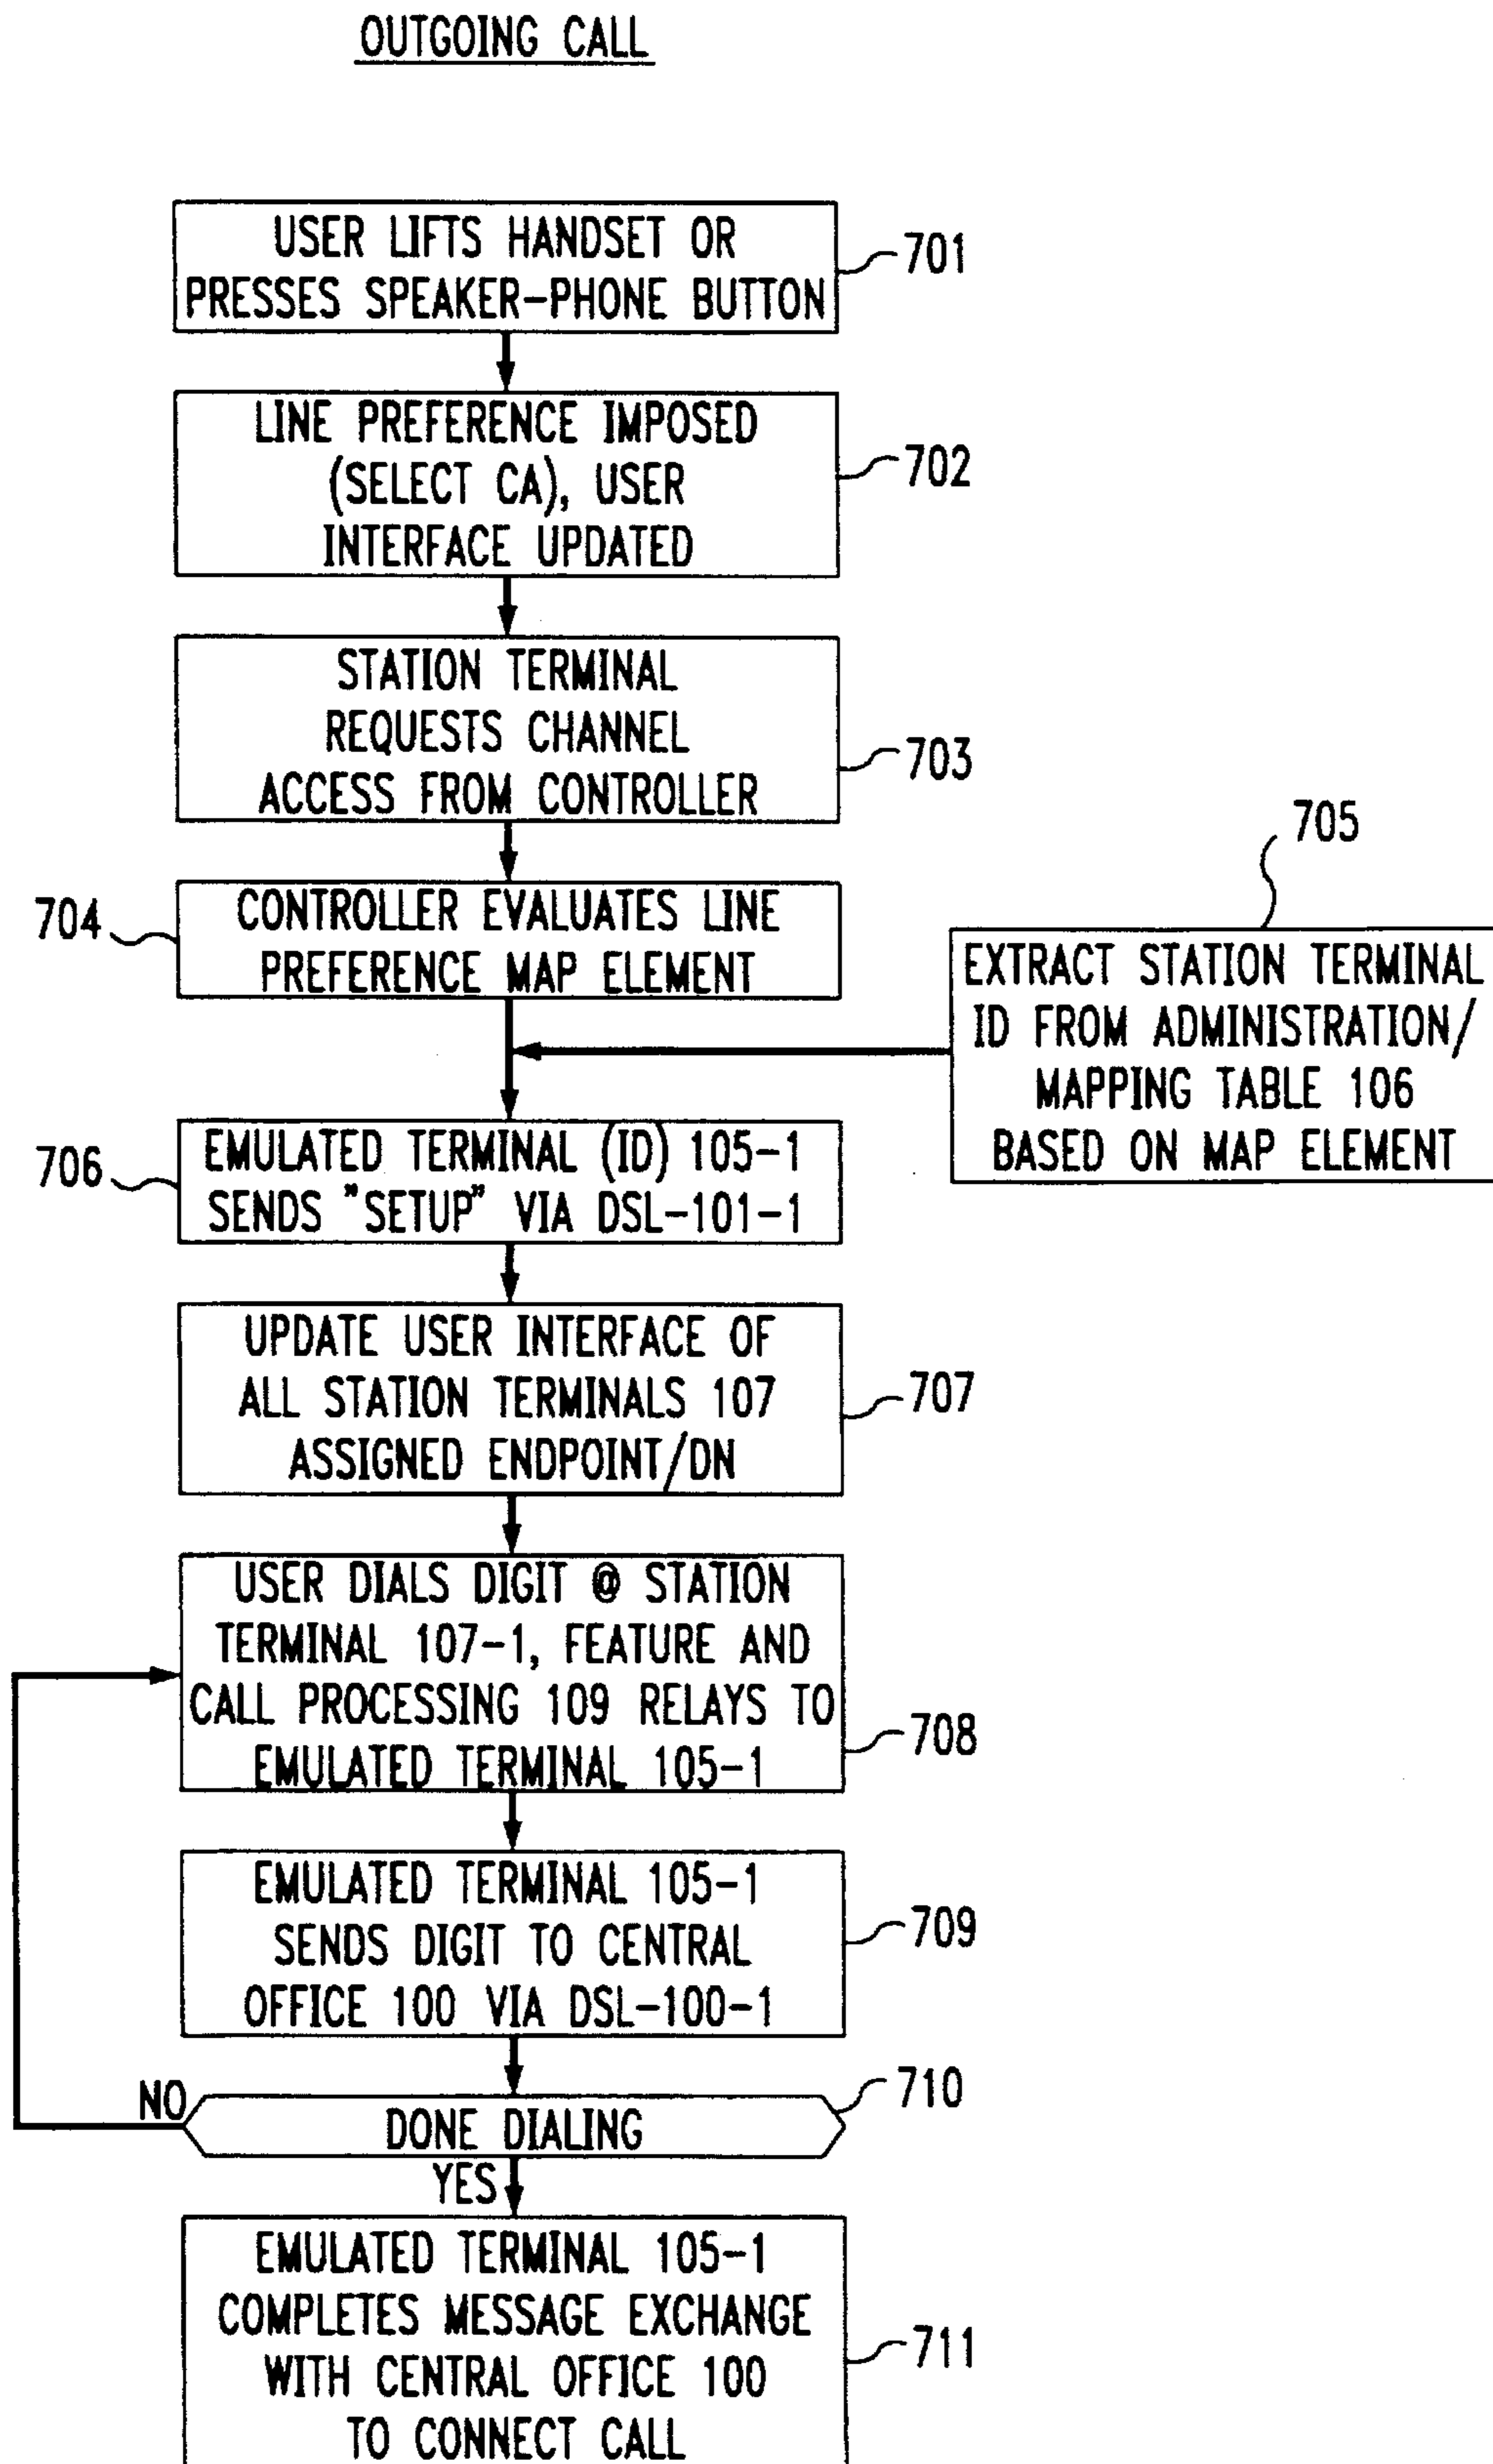 OUTGOING CALL
USER LIFTS HANDSET OR
PRESSES SPEAKER-PHONE BUTTON
701
LINE PREFERENCE IMPOSED
(SELECT CA), USER
INTERFACE UPDATED
702
STATION TERMINAL
REQUESTS CHANNEL
ACCESS FROM CONTROLLER
703
704
CONTROLLER EVALUATES LINE
PREFERENCE MAP ELEMENT
705
EXTRACT STATION TERMINAL
ID FROM ADMINISTRATION/
MAPPING TABLE 106
BASED ON MAP ELEMENT
706
EMULATED TERMINAL (ID) 105-1
SENDS "SETUP" VIA DSL-101-1
UPDATE USER INTERFACE OF
ALL STATION TERMINALS 107
ASSIGNED ENDPOINT/DN
707
USER DIALS DIGIT @ STATION
TERMINAL 107-1, FEATURE AND
CALL PROCESSING 109 RELAYS TO
EMULATED TERMINAL 105-1
708
EMULATED TERMINAL 105-1
SENDS DIGIT TO CENTRAL
OFFICE 100 VIA DSL-100-1
709
NO
DONE DIALING
710
YES
EMULATED TERMINAL 105-1
COMPLETES MESSAGE EXCHANGE
WITH CENTRAL OFFICE 100
TO CONNECT CALL
711